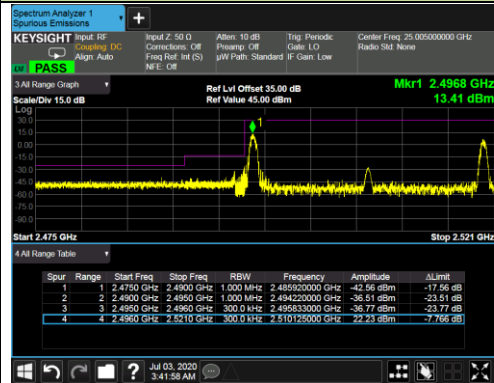 Spectrum Analyzer 1
Spurious Emissions
+
KEYSIGHT Input: RF Input Z: 50 Ω Atten: 10 dB Trig: Periodic Center Freq: 25.005000000 GHz
Coupling: DC Corrections: Off Preamp: Off Gate: LO Radio Std: None
Align: Auto Freq Ref: Int (S) µW Path: Standard IF Gain: Low
NFE: Off
PASS
3 All Range Graph Ref Lvl Offset 35.00 dB Mkr1 2.4968 GHz
Scale/Div 15.0 dB Ref Value 45.00 dBm 13.41 dBm
Log
30.0
15.0
0.00
-15.0
-30.0
-45.0
-60.0
-75.0
-90.0
1
Start 2.475 GHz Stop 2.521 GHz
4 All Range Table
Spur Range Start Freq Stop Freq RBW Frequency Amplitude ΔLimit
1 1 2.4750 GHz 2.4900 GHz 1.000 MHz 2.485920000 GHz -42.56 dBm -17.56 dB
2 2 2.4900 GHz 2.4950 GHz 1.000 MHz 2.494220000 GHz -36.51 dBm -23.51 dB
3 3 2.4950 GHz 2.4960 GHz 300.0 kHz 2.495833000 GHz -36.77 dBm -23.77 dB
4 4 2.4960 GHz 2.5210 GHz 300.0 kHz 2.510125000 GHz 22.23 dBm -7.766 dB
? Jul 03, 2020
3:41:58 AM